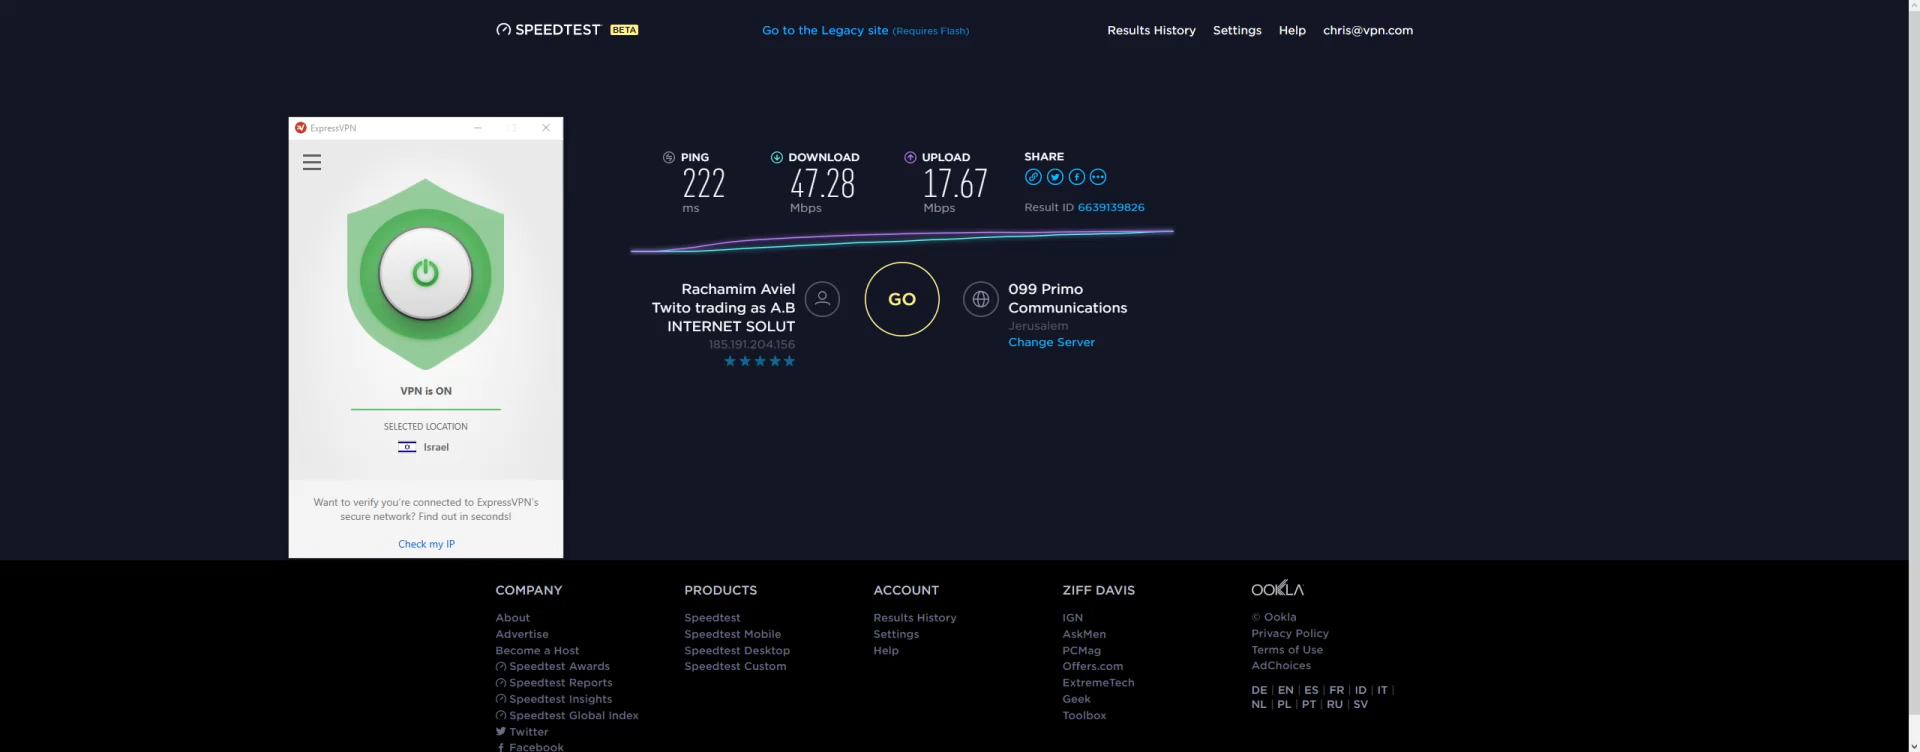 SPEEDTEST BETA
Go to the Legacy site (Requires Flash)
Results History Settings Help chris@vpn.com
ExpressVPN
VPN is ON
SELECTED LOCATION
Israel
Want to verify you're connected to ExpressVPN's
secure network? Find out in seconds!
Check my IP
PING
222
ms
DOWNLOAD
47.28
Mbps
UPLOAD
17.67
Mbps
SHARE
Result ID 6639139826
Rachamim Aviel
Twito trading as A.B
INTERNET SOLUT
185.191.204.156
GO
099 Primo
Communications
Jerusalem
Change Server
COMPANY
About
Advertise
Become a Host
Speedtest Awards
Speedtest Reports
Speedtest Insights
Speedtest Global Index
Twitter
Facebook
PRODUCTS
Speedtest
Speedtest Mobile
Speedtest Desktop
Speedtest Custom
ACCOUNT
Results History
Settings
Help
ZIFF DAVIS
IGN
AskMen
PCMag
Offers.com
ExtremeTech
Geek
Toolbox
OOKLA
© Ookla
Privacy Policy
Terms of Use
AdChoices
DE | EN | ES | FR | ID | IT |
NL | PL | PT | RU | SV